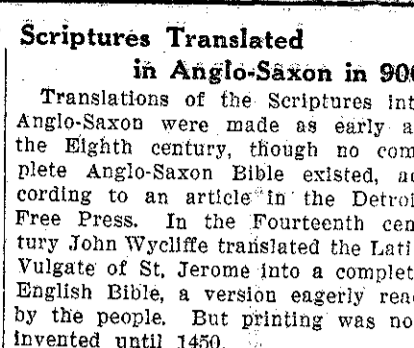 Scriptures Translated
in Anglo-Saxon in 900
Translations of the Scriptures int
Anglo-Saxon were made as early a
the Eighth century, though no com
plete Anglo-Saxon Bible existed, ac
cording to an article in the Detroi
Free Press. In the Fourteenth cen
tury John Wycliffe translated the Lati
Vulgate of St. Jerome into a complet
English Bible, a version eagerly rea
by the people. But printing was no
invented until 1450.